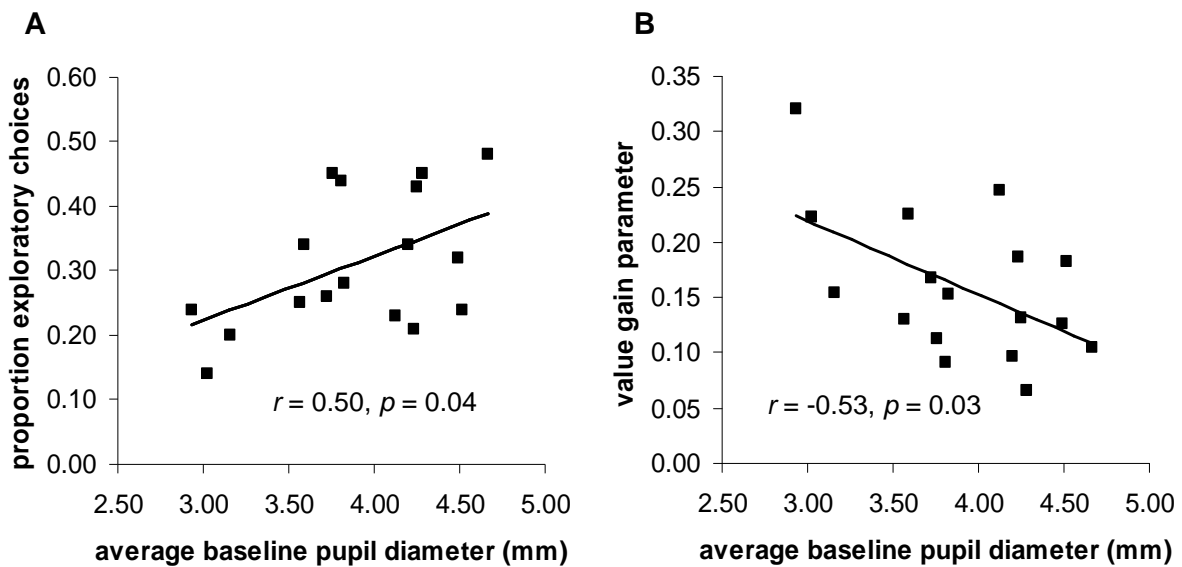 A
proportion exploratory choices
0.60
0.50
0.40
0.30
0.20
0.10
0.00
r = 0.50, p = 0.04
2.50 3.00 3.50 4.00 4.50 5.00
average baseline pupil diameter (mm)
B
value gain parameter
0.35
0.30
0.25
0.20
0.15
0.10
0.05
0.00
r = -0.53, p = 0.03
2.50 3.00 3.50 4.00 4.50 5.00
average baseline pupil diameter (mm)